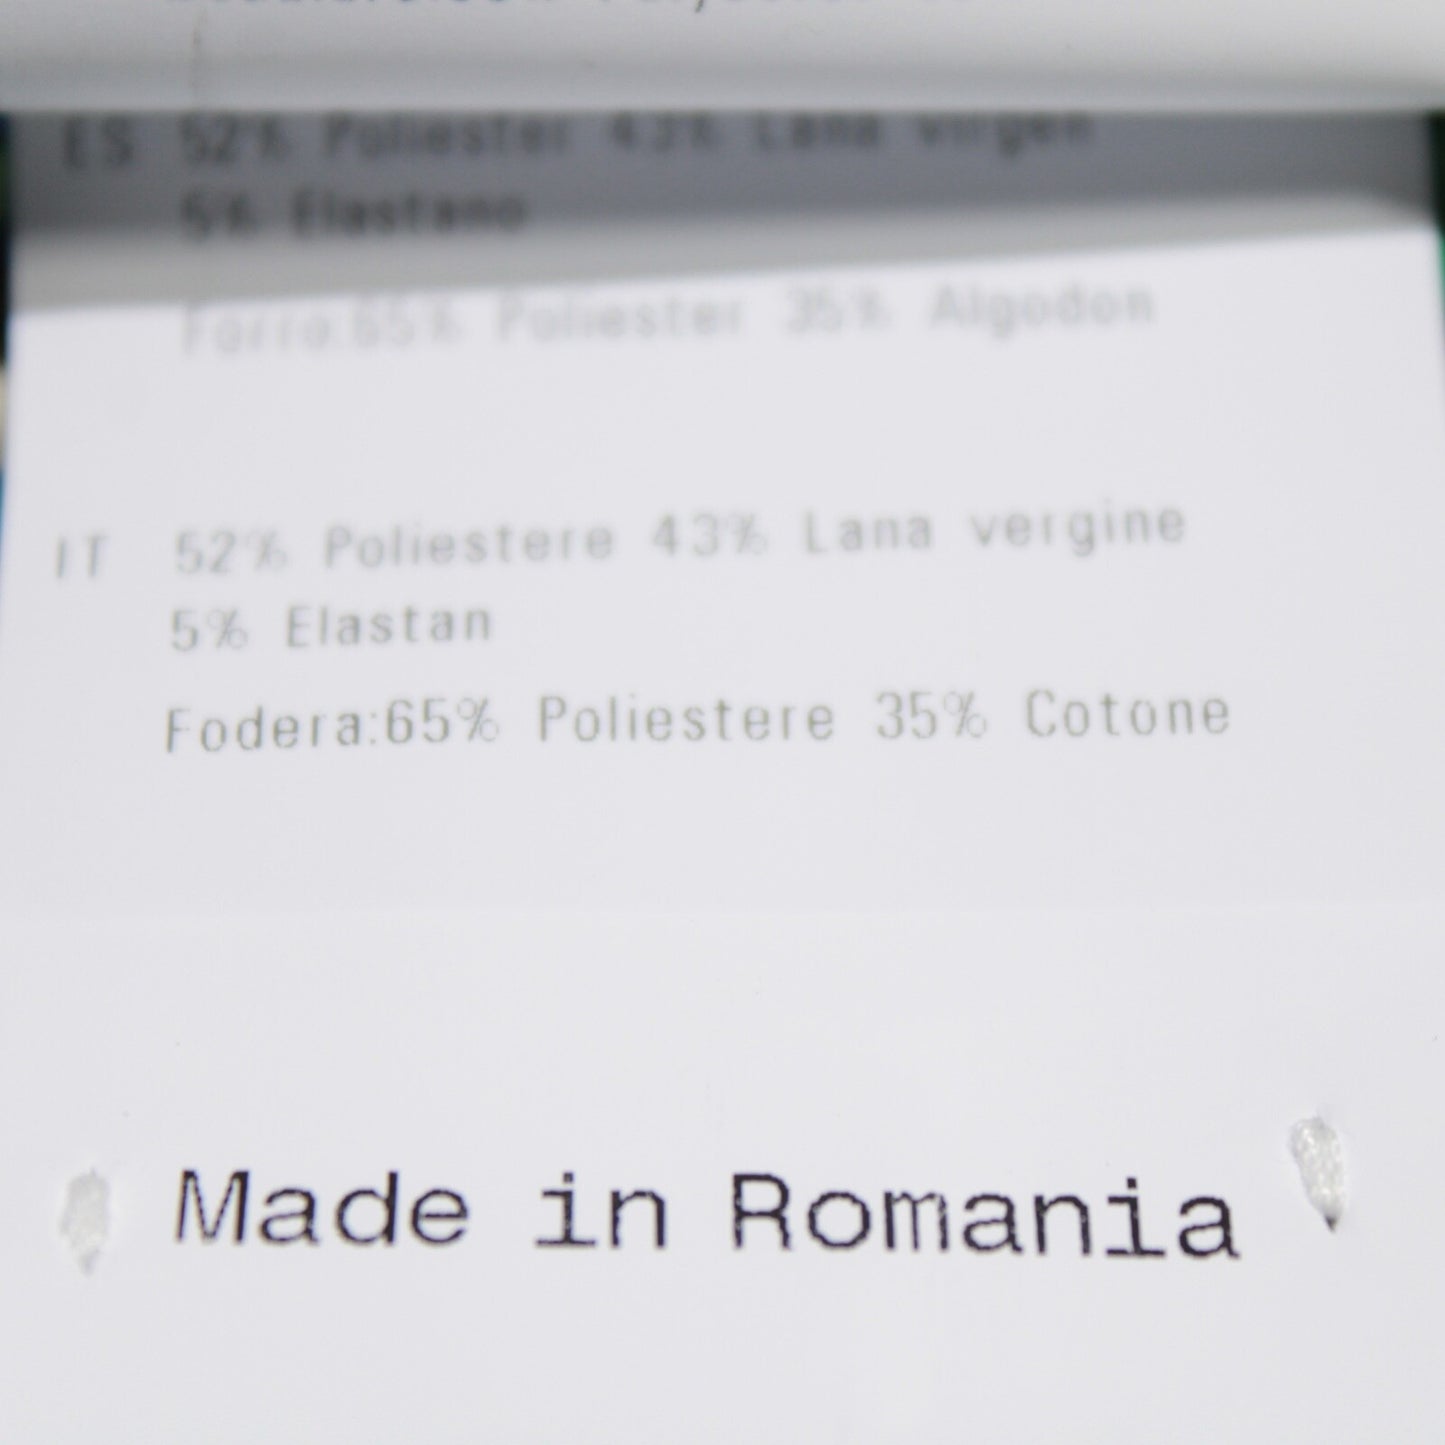 ES 52% Poliester 43% Lana virgen
5% Elastano
Forro:65% Poliester 35% Algodon
IT 52% Poliestere 43% Lana vergine
5% Elastan
Fodera:65% Poliestere 35% Cotone
Made in Romania